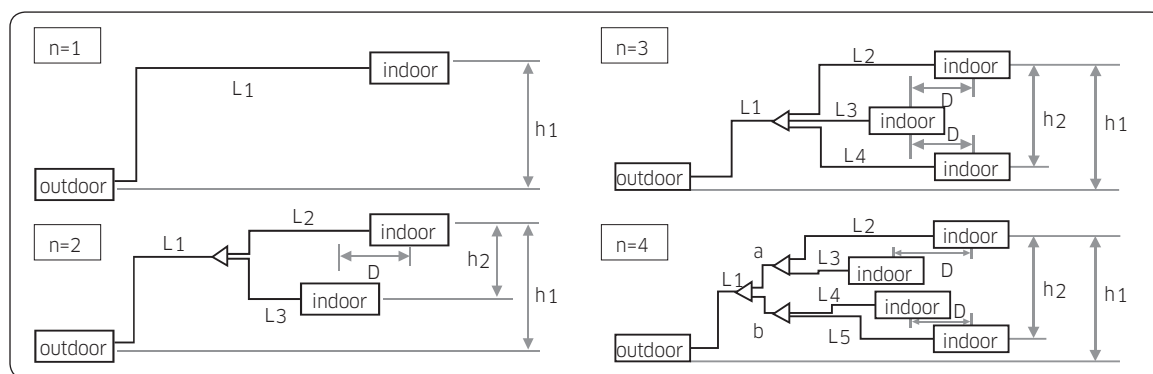 n=1
indoor
L1
h1
outdoor
n=2
L1
L2
indoor
D
h2
h1
indoor
L3
outdoor
n=3
L2
indoor
D
L1
L3
indoor
h2
h1
D
L4
indoor
outdoor
n=4
L2
indoor
a
L3
D
indoor
L1
L4
h2
h1
indoor
D
b
L5
indoor
outdoor